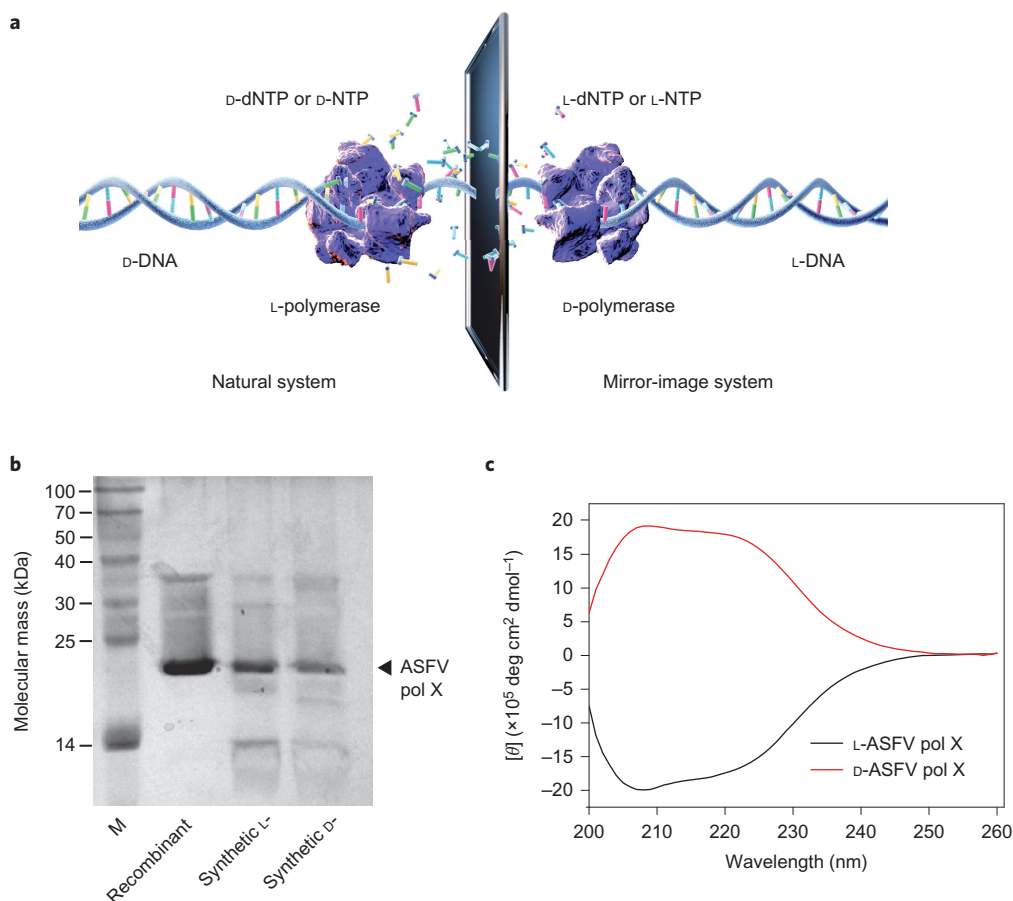 a
D-dNTP or D-NTP
L-dNTP or L-NTP
D-DNA
L-DNA
L-polymerase
D-polymerase
Natural system
Mirror-image system
b
Molecular mass (kDa)
100
70
50
40
30
25
14
ASFV
pol X
M
Recombinant
Synthetic L-
Synthetic D-
c
[θ] (×10⁵ deg cm² dmol⁻¹)
20
15
10
5
0
–5
–10
–15
–20
L-ASFV pol X
D-ASFV pol X
200 210 220 230 240 250 260
Wavelength (nm)